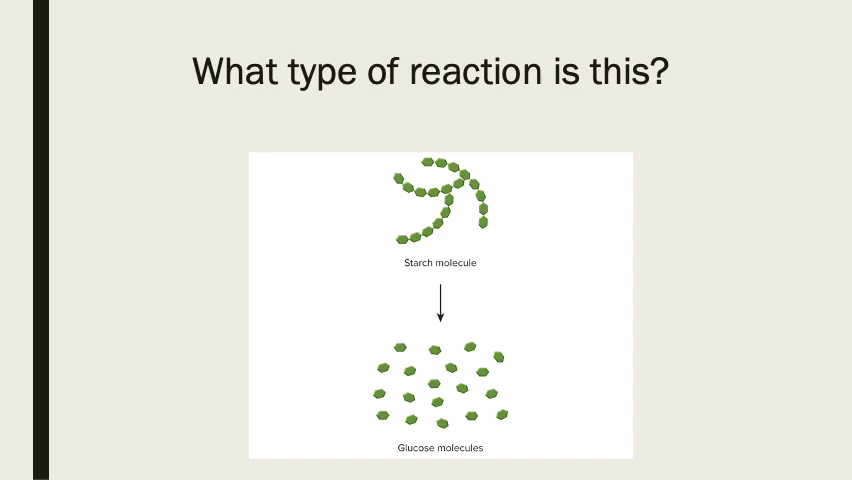 What type of reaction is this?
Starch molecule
Glucose molecules